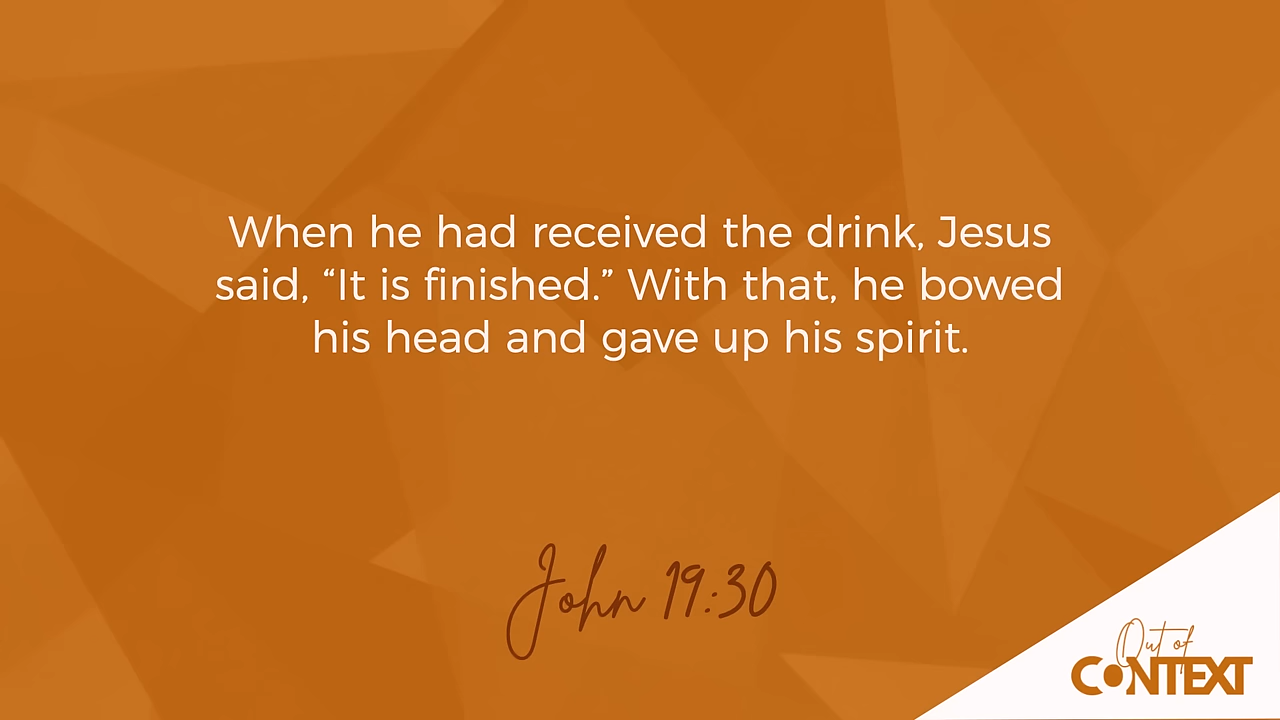 When he had received the drink, Jesus
said, “It is finished.” With that, he bowed
his head and gave up his spirit.
John 19:30
Out of
CONTEXT